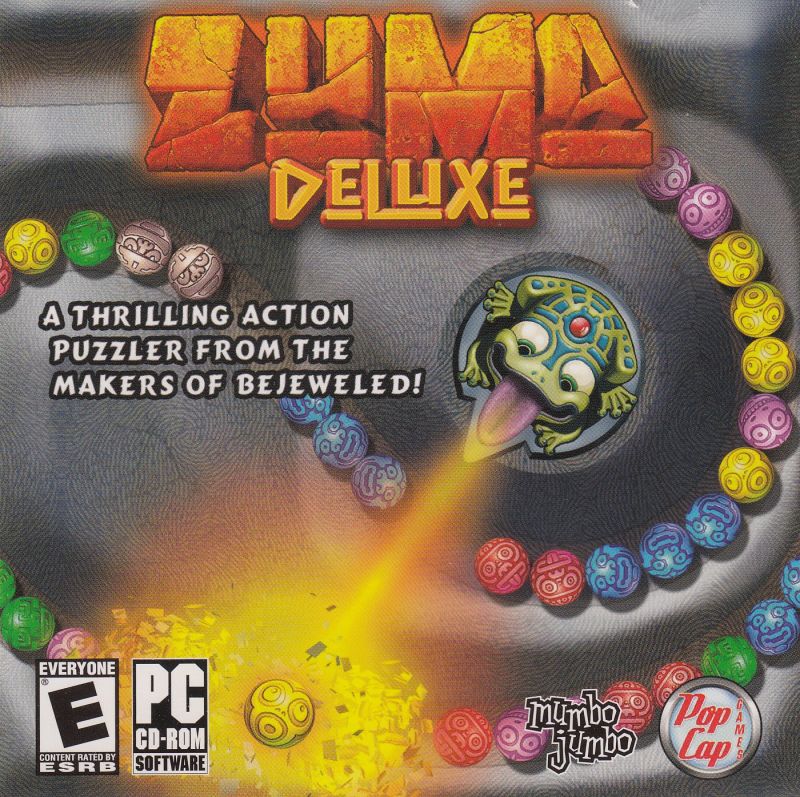 ZUMA
DELUXE
A THRILLING ACTION
PUZZLER FROM THE
MAKERS OF BEJEWELED!
EVERYONE
E
®
CONTENT RATED BY
ESRB
PC
CD-ROM
SOFTWARE
mumbo
jumbo
Pop
Cap
GAMES